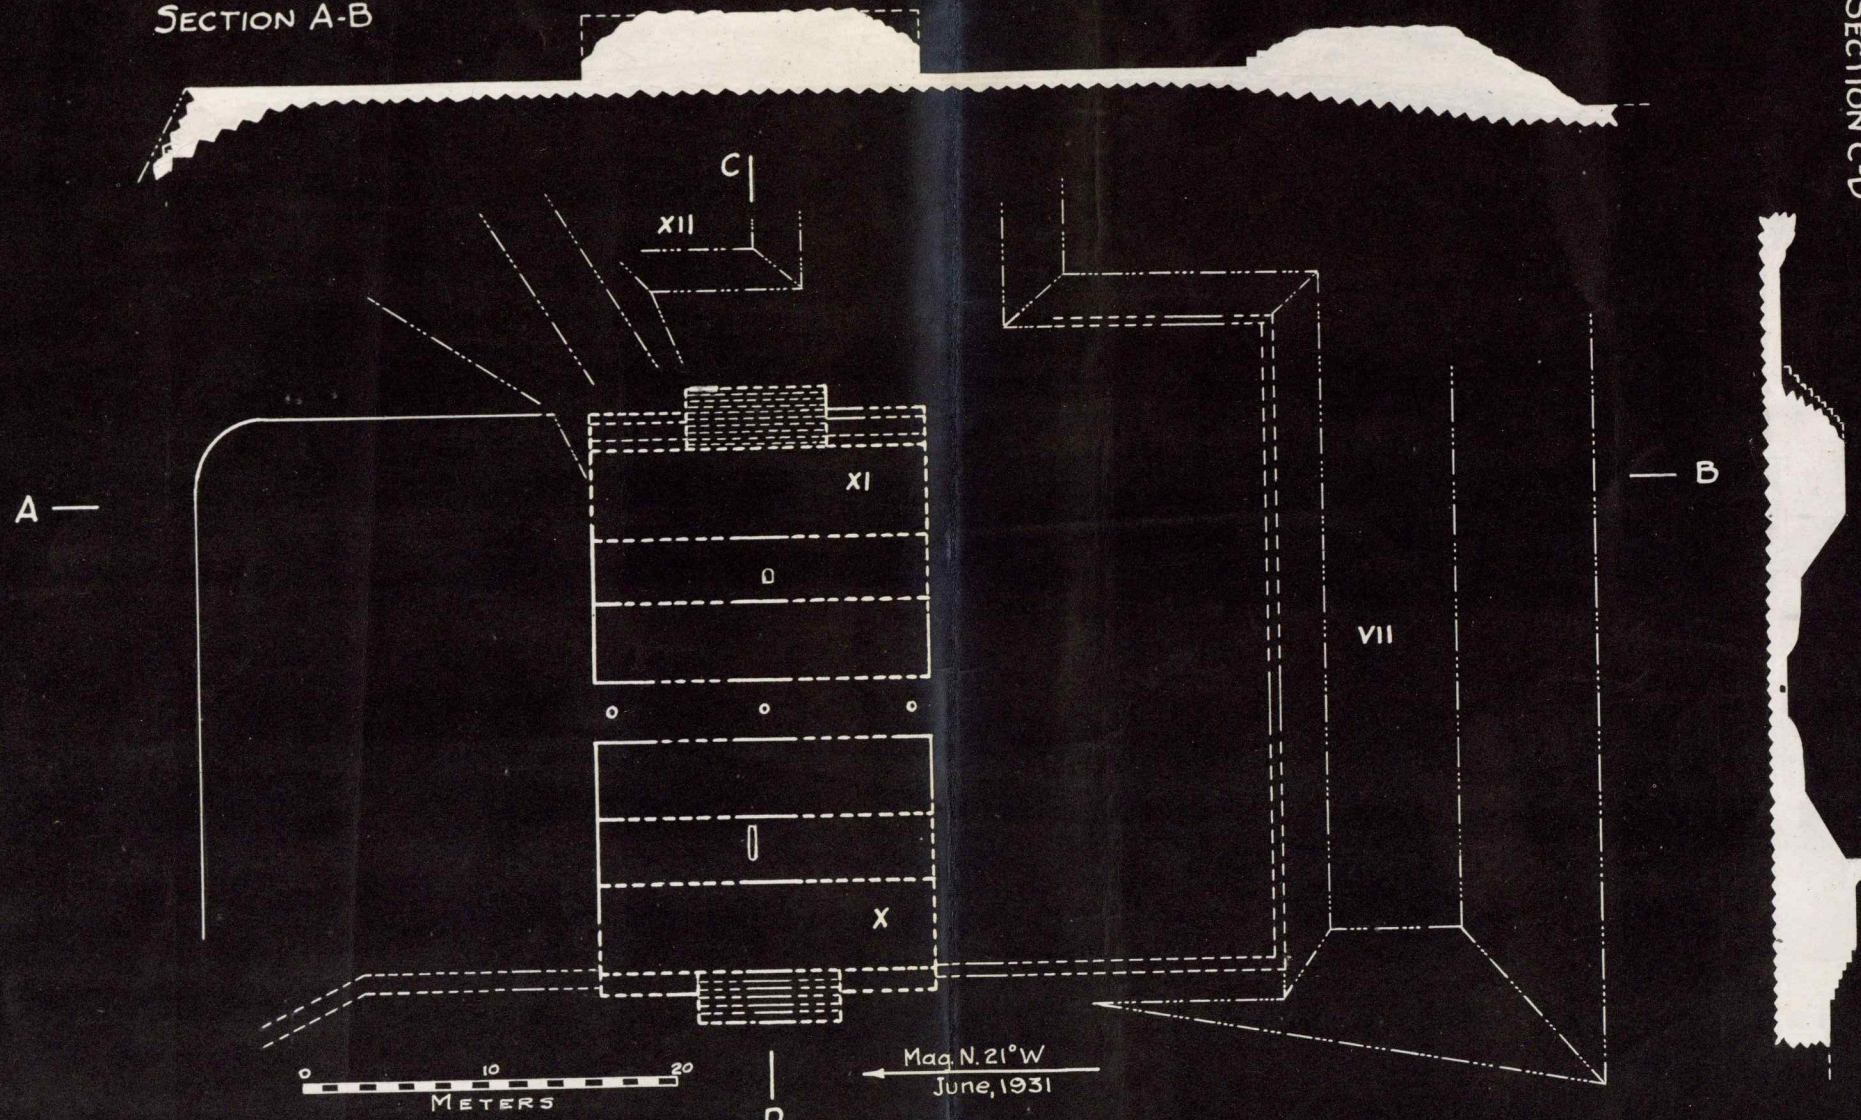 SECTION A-B
SECTION C-D
C
XII
XI
A
B
VII
X
0 10 20
METERS
Mag. N. 21° W
June, 1931
D